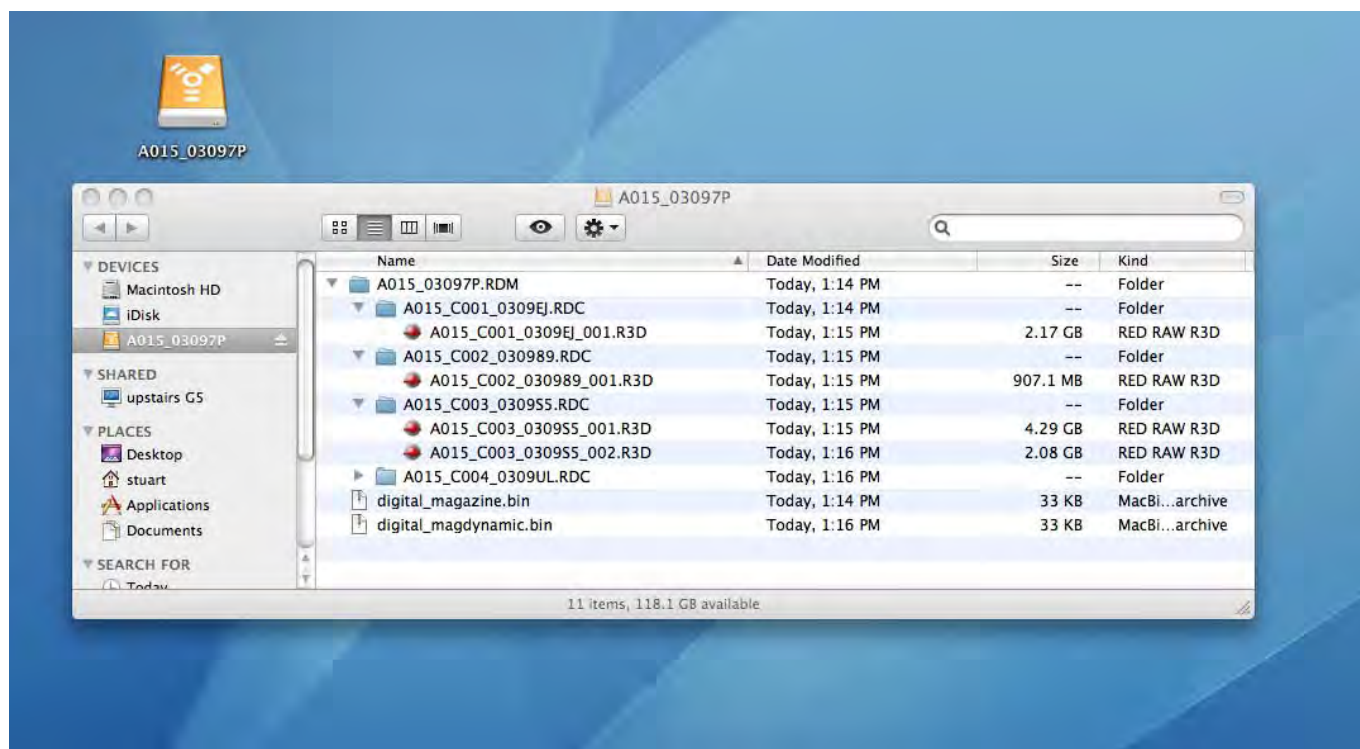 A015_03097P
A015_03097P
Name Date Modified Size Kind
DEVICES
Macintosh HD
iDisk
A015_03097P
SHARED
upstairs G5
PLACES
Desktop
stuart
Applications
Documents
SEARCH FOR
Today
A015_03097P.RDM Today, 1:14 PM -- Folder
A015_C001_0309EJ.RDC Today, 1:14 PM -- Folder
A015_C001_0309EJ_001.R3D Today, 1:15 PM 2.17 GB RED RAW R3D
A015_C002_030989.RDC Today, 1:15 PM -- Folder
A015_C002_030989_001.R3D Today, 1:15 PM 907.1 MB RED RAW R3D
A015_C003_0309S5.RDC Today, 1:15 PM -- Folder
A015_C003_0309S5_001.R3D Today, 1:15 PM 4.29 GB RED RAW R3D
A015_C003_0309S5_002.R3D Today, 1:16 PM 2.08 GB RED RAW R3D
A015_C004_0309UL.RDC Today, 1:16 PM -- Folder
digital_magazine.bin Today, 1:14 PM 33 KB MacBi...archive
digital_magdynamic.bin Today, 1:16 PM 33 KB MacBi...archive
11 items, 118.1 GB available